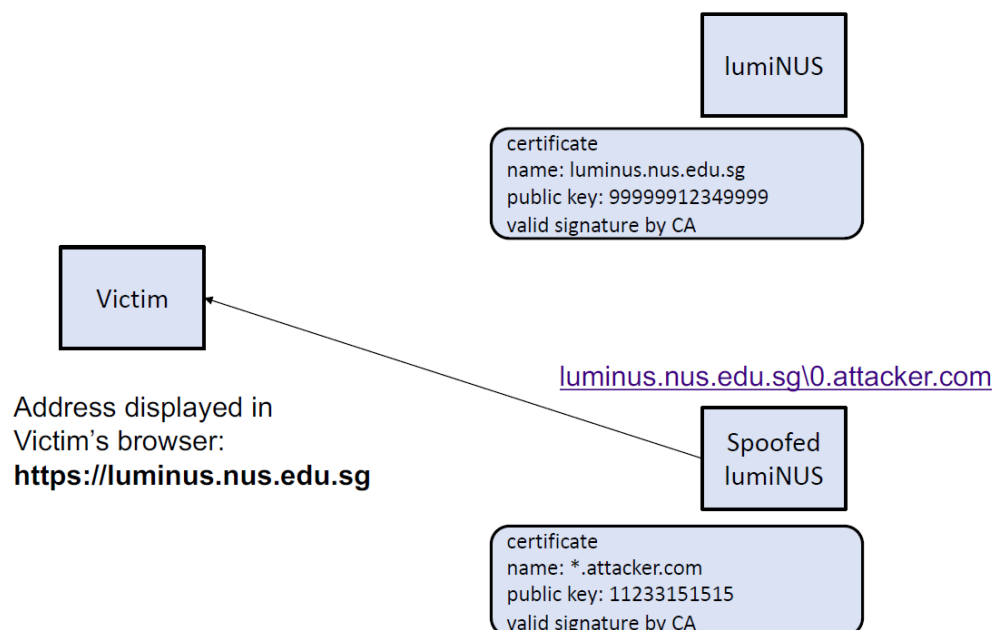 lumiNUS
certificate
name: luminus.nus.edu.sg
public key: 99999912349999
valid signature by CA
Victim
luminus.nus.edu.sg\0.attacker.com
Address displayed in
Victim's browser:
https://luminus.nus.edu.sg
Spoofed
lumiNUS
certificate
name: *.attacker.com
public key: 11233151515
valid signature by CA